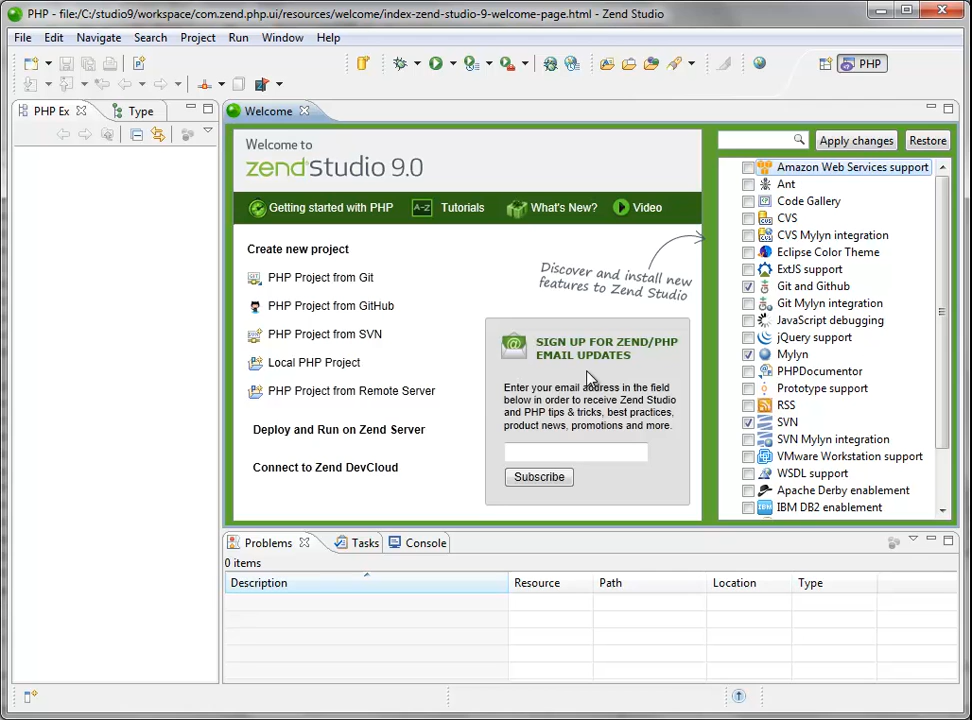 PHP - file:/C:/studio9/workspace/com.zend.php.ui/resources/welcome/index-zend-studio-9-welcome-page.html - Zend Studio
File Edit Navigate Search Project Run Window Help
PHP
PHP Ex Type
Welcome
Welcome to
zend studio 9.0
Getting started with PHP A-Z Tutorials What's New? Video
Create new project
PHP Project from Git
PHP Project from GitHub
PHP Project from SVN
Local PHP Project
PHP Project from Remote Server
Deploy and Run on Zend Server
Connect to Zend DevCloud
Discover and install new
features to Zend Studio
SIGN UP FOR ZEND/PHP
EMAIL UPDATES
Enter your email address in the field
below in order to receive Zend Studio
and PHP tips & tricks, best practices,
product news, promotions and more.
Subscribe
Apply changes Restore
Amazon Web Services support
Ant
Code Gallery
CVS
CVS Mylyn integration
Eclipse Color Theme
ExtJS support
Git and Github
Git Mylyn integration
JavaScript debugging
jQuery support
Mylyn
PHPDocumentor
Prototype support
RSS
SVN
SVN Mylyn integration
VMware Workstation support
WSDL support
Apache Derby enablement
IBM DB2 enablement
Problems Tasks Console
0 items
Description Resource Path Location Type